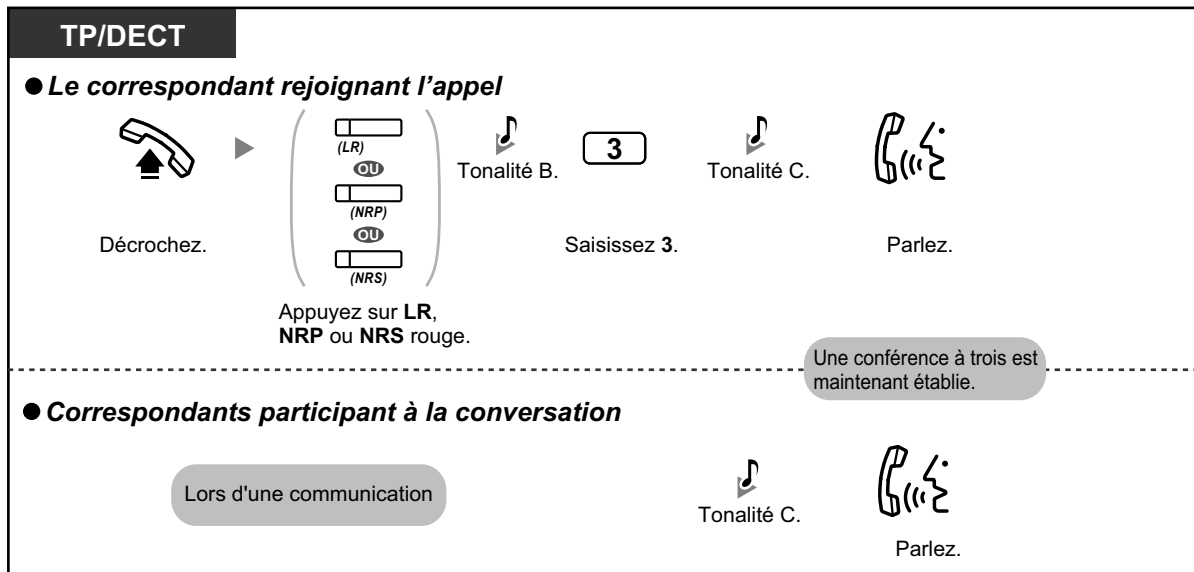 TP/DECT
● Le correspondant rejoignant l'appel
(LR)
OU
(NRP)
OU
(NRS)
Tonalité B.
3
Tonalité C.
Décrochez.
Saisissez 3.
Parlez.
Appuyez sur LR,
NRP ou NRS rouge.
Une conférence à trois est
maintenant établie.
● Correspondants participant à la conversation
Lors d'une communication
Tonalité C.
Parlez.